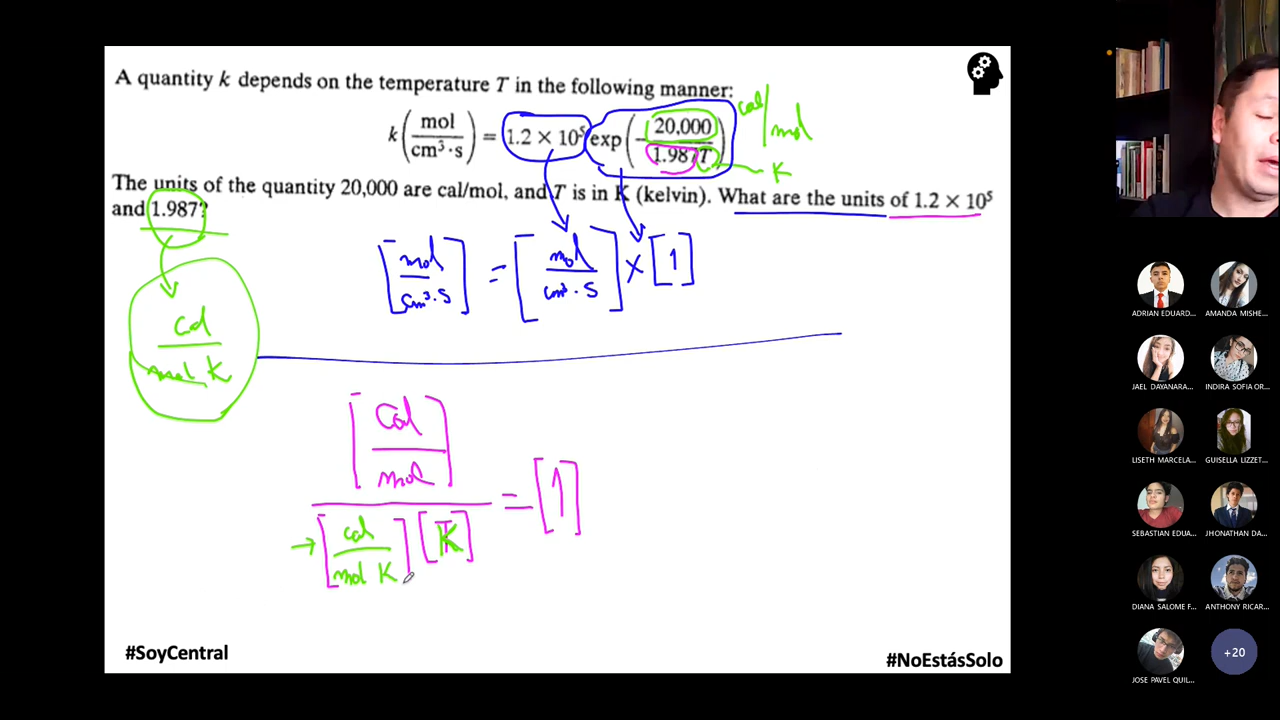 A quantity k depends on the temperature T in the following manner:
k(mol/cm³·s) = 1.2 × 10⁵ exp(-20,000/1.987T)
cal/mol
K
The units of the quantity 20,000 are cal/mol, and T is in K (kelvin). What are the units of 1.2 × 10⁵
and 1.987?
[mol/cm³·s] = [mol/cm³·s] × [1]
cal/mol K
[cal/mol]/[cal/mol K][K] = [1]
#SoyCentral
#NoEstásSolo
ADRIAN EDUARD...
AMANDA MISHE...
JAEL DAYANARA...
INDIRA SOFIA OR...
LISETH MARCELA...
GUISELLA LIZZET...
SEBASTIAN EDUA...
JHONATHAN DA...
DIANA SALOME F...
ANTHONY RICAR...
JOSE PAVEL QUIL...
+20